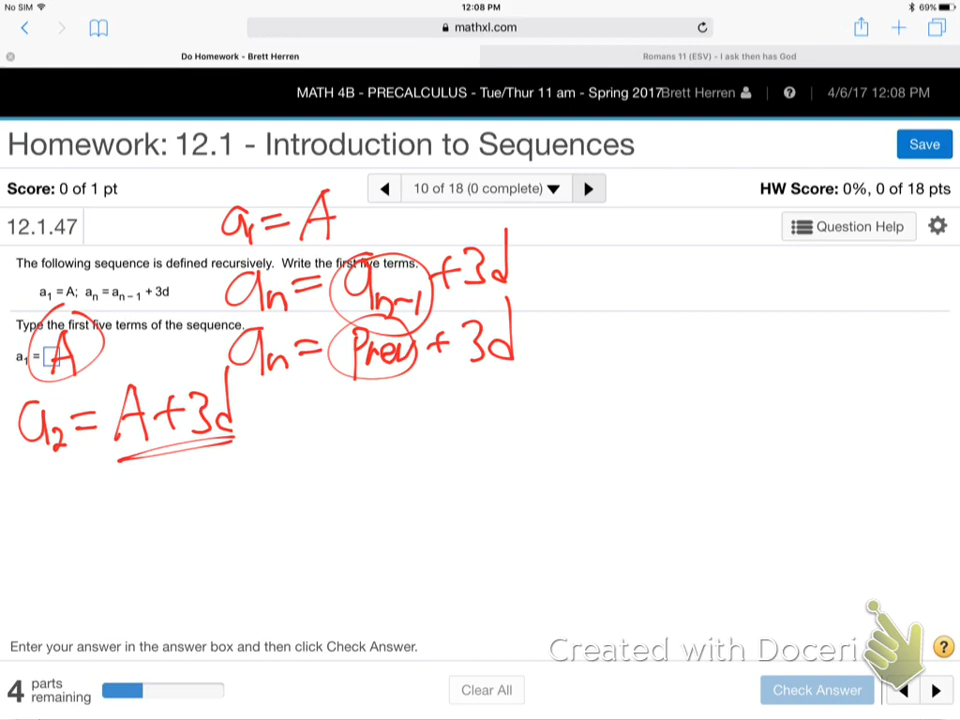 No SIM 12:08 PM 69%
mathxl.com
Do Homework - Brett Herren Romans 11 (ESV) - I ask then has God
MATH 4B - PRECALCULUS - Tue/Thur 11 am - Spring 2017 Brett Herren ? 4/6/17 12:08 PM
Homework: 12.1 - Introduction to Sequences Save
Score: 0 of 1 pt 10 of 18 (0 complete) HW Score: 0%, 0 of 18 pts
12.1.47 Question Help
a₁ = A
The following sequence is defined recursively. Write the first five terms.
a₁ = A; aₙ = aₙ₋₁ + 3d
aₙ = aₙ₋₁ + 3d
Type the first five terms of the sequence.
a₁ = A
aₙ = Prev + 3d
a₂ = A + 3d
Enter your answer in the answer box and then click Check Answer.
Created with Doceri
?
4 parts remaining Clear All Check Answer